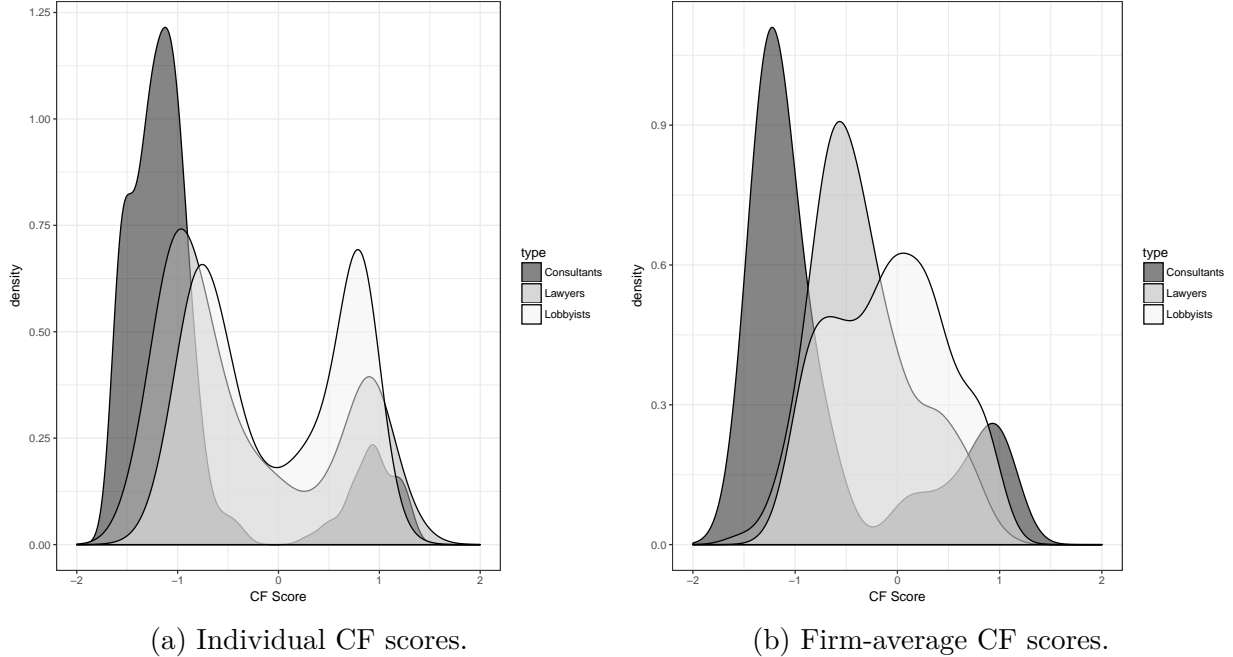 1.25
1.00
0.75
0.50
0.25
0.00
density
−2
−1
0
1
2
CF Score
type
Consultants
Lawyers
Lobbyists
(a) Individual CF scores.
0.9
0.6
0.3
0.0
density
−2
−1
0
1
2
CF Score
type
Consultants
Lawyers
Lobbyists
(b) Firm-average CF scores.